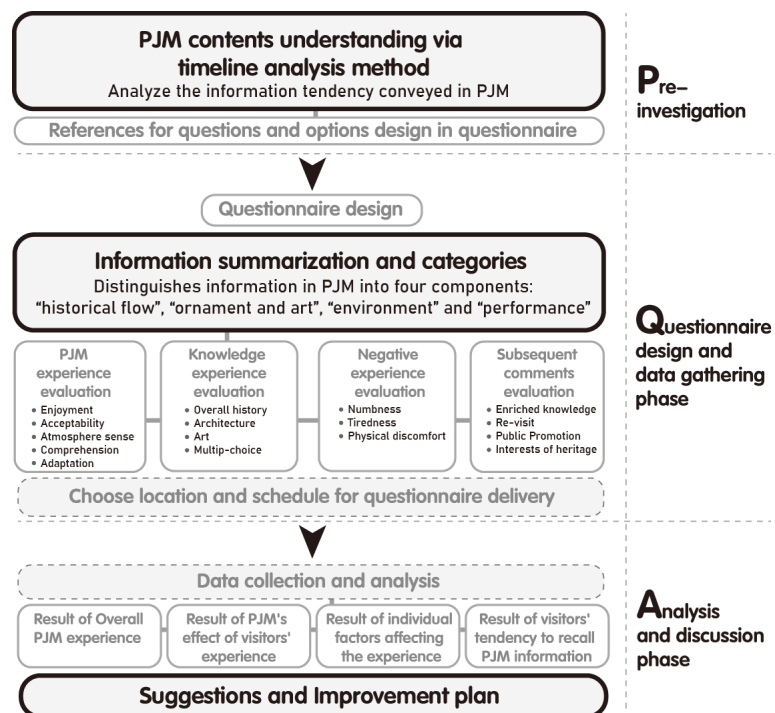 PJM contents understanding via
timeline analysis method
Analyze the information tendency conveyed in PJM
References for questions and options design in questionnaire
Pre-
investigation
Questionnaire design
Information summarization and categories
Distinguishes information in PJM into four components:
“historical flow”, “ornament and art”, “environment” and “performance”
PJM
experience
evaluation
• Enjoyment
• Acceptability
• Atmosphere sense
• Comprehension
• Adaptation
Knowledge
experience
evaluation
• Overall history
• Architecture
• Art
• Multip-choice
Negative
experience
evaluation
• Numbness
• Tiredness
• Physical discomfort
Subsequent
comments
evaluation
• Enriched knowledge
• Re-visit
• Public Promotion
• Interests of heritage
Choose location and schedule for questionnaire delivery
Questionnaire
design and
data gathering
phase
Data collection and analysis
Result of Overall
PJM experience
Result of PJM's
effect of visitors'
experience
Result of individual
factors affecting
the experience
Result of visitors'
tendency to recall
PJM information
Suggestions and Improvement plan
Analysis
and discussion
phase